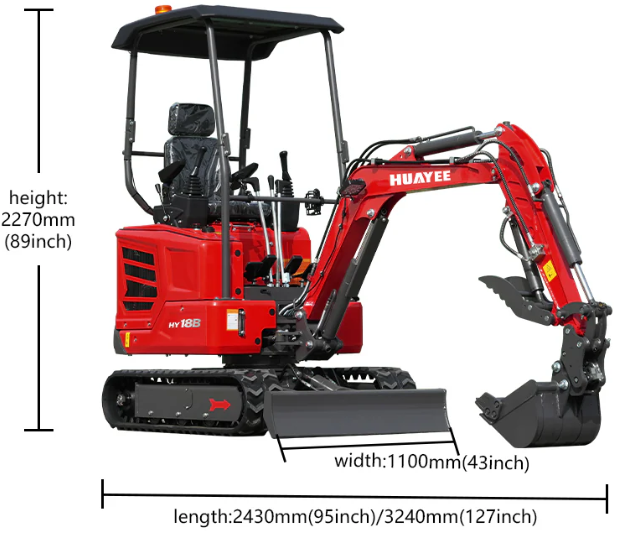 height:
2270mm
(89inch)
HUAYEE
HY 18B
width:1100mm(43inch)
length:2430mm(95inch)/3240mm(127inch)